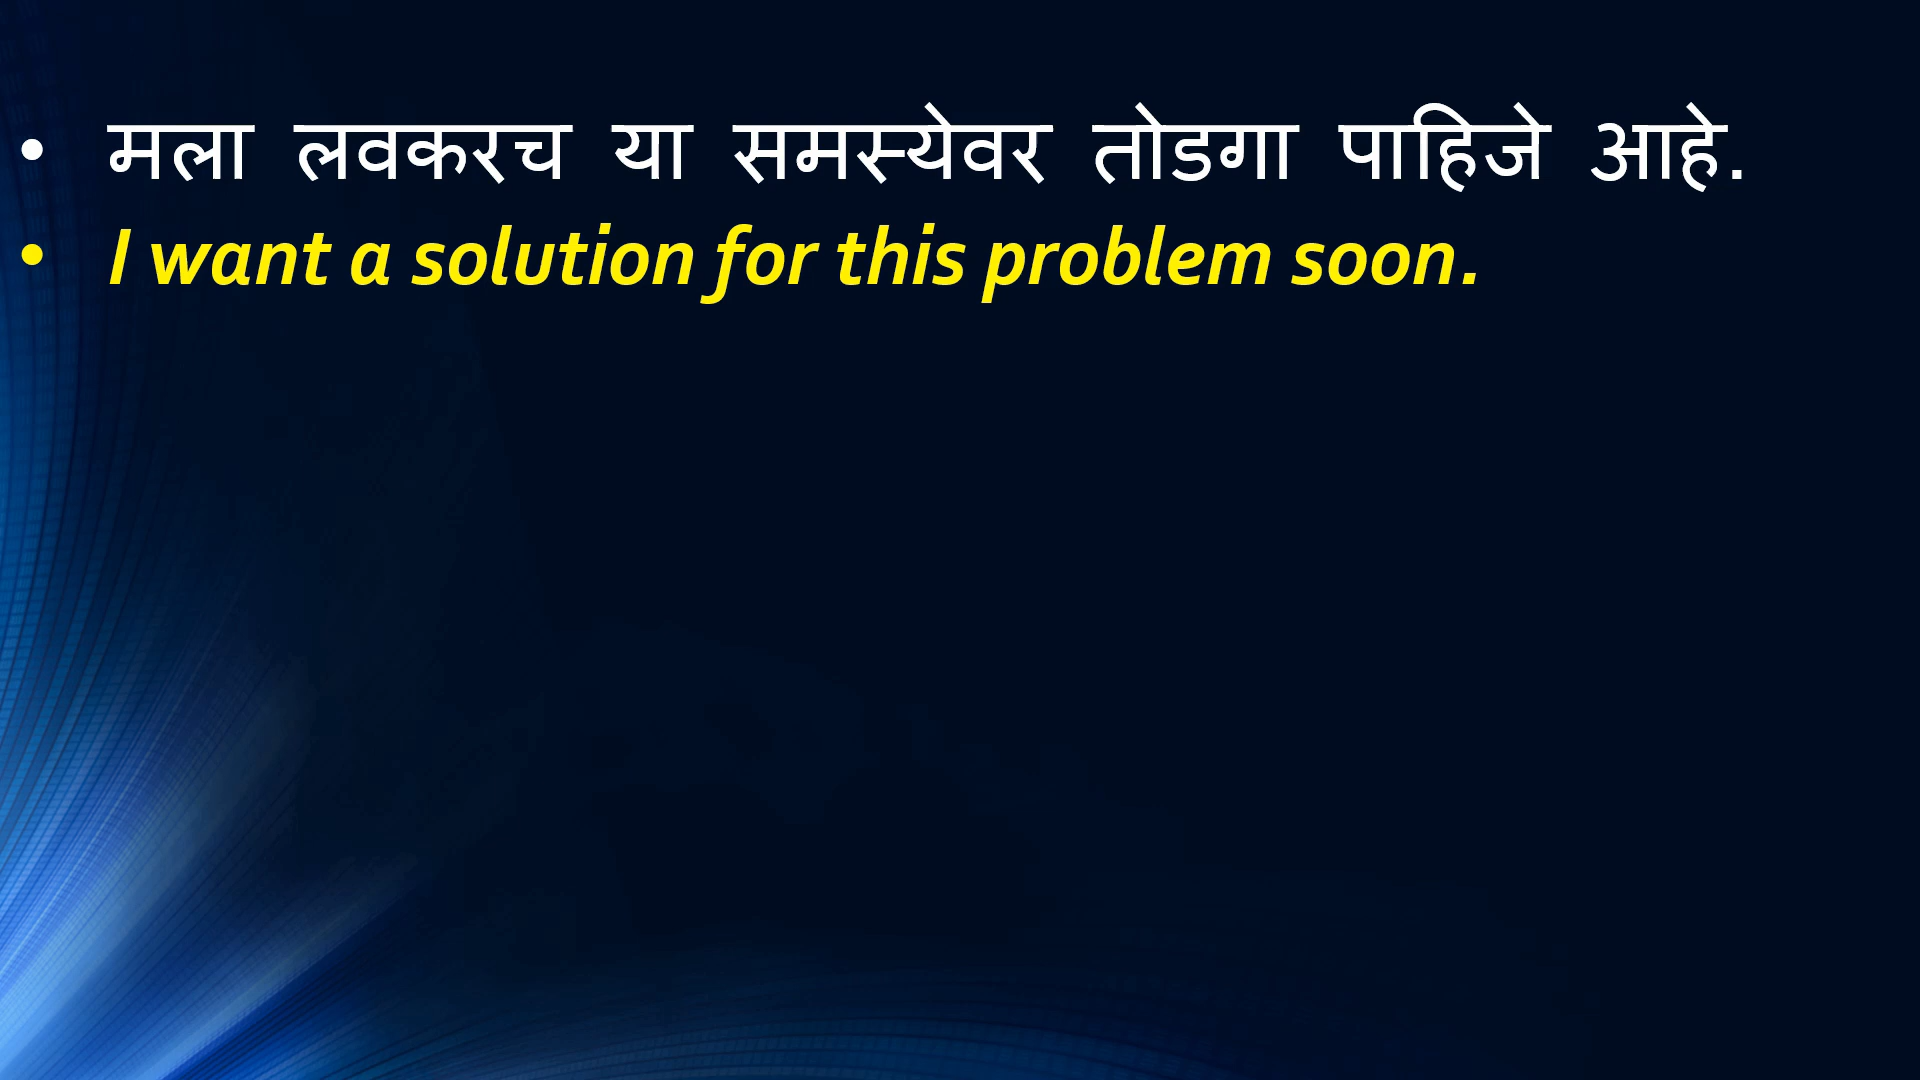 • मला लवकरच या समस्येवर तोडगा पाहिजे आहे.
• I want a solution for this problem soon.